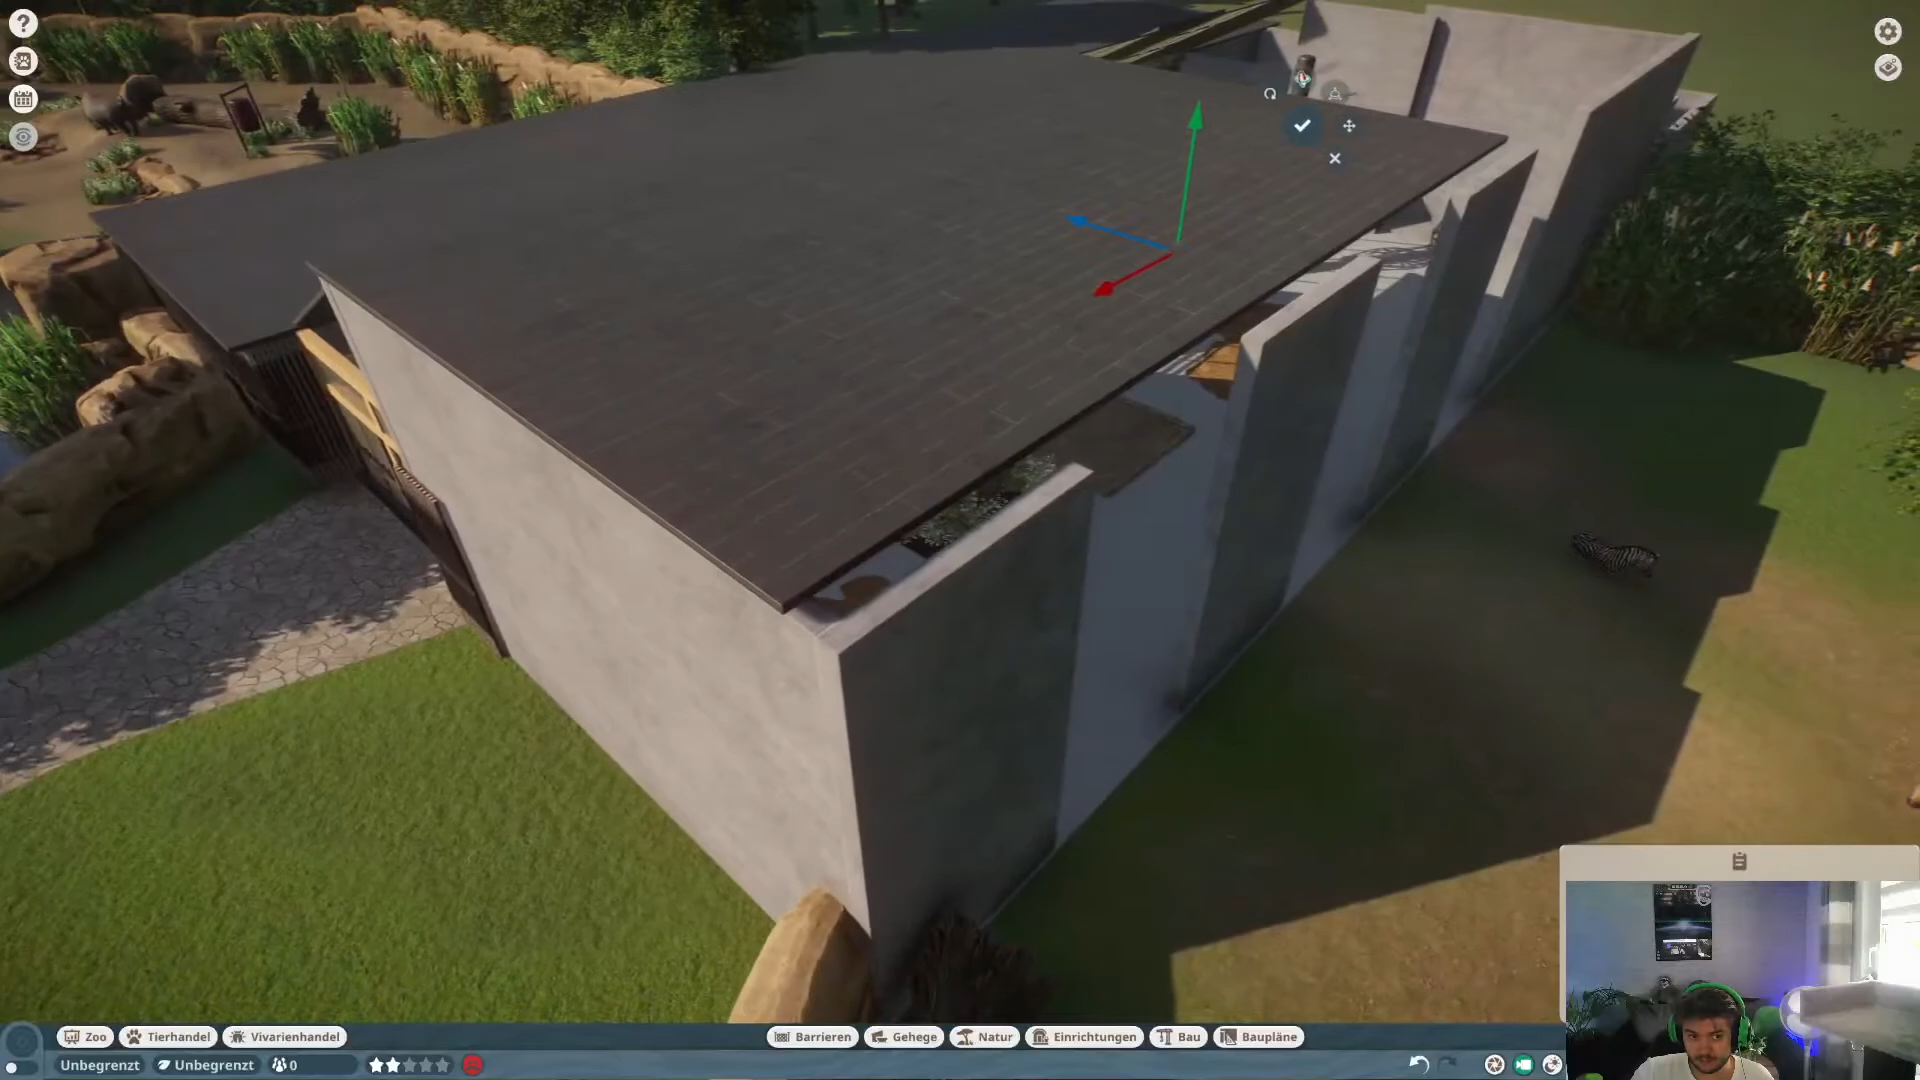 ?
Zoo Tierhandel Vivarienhandel Barrieren Gehege Natur Einrichtungen Bau Baupläne
Unbegrenzt Unbegrenzt 0